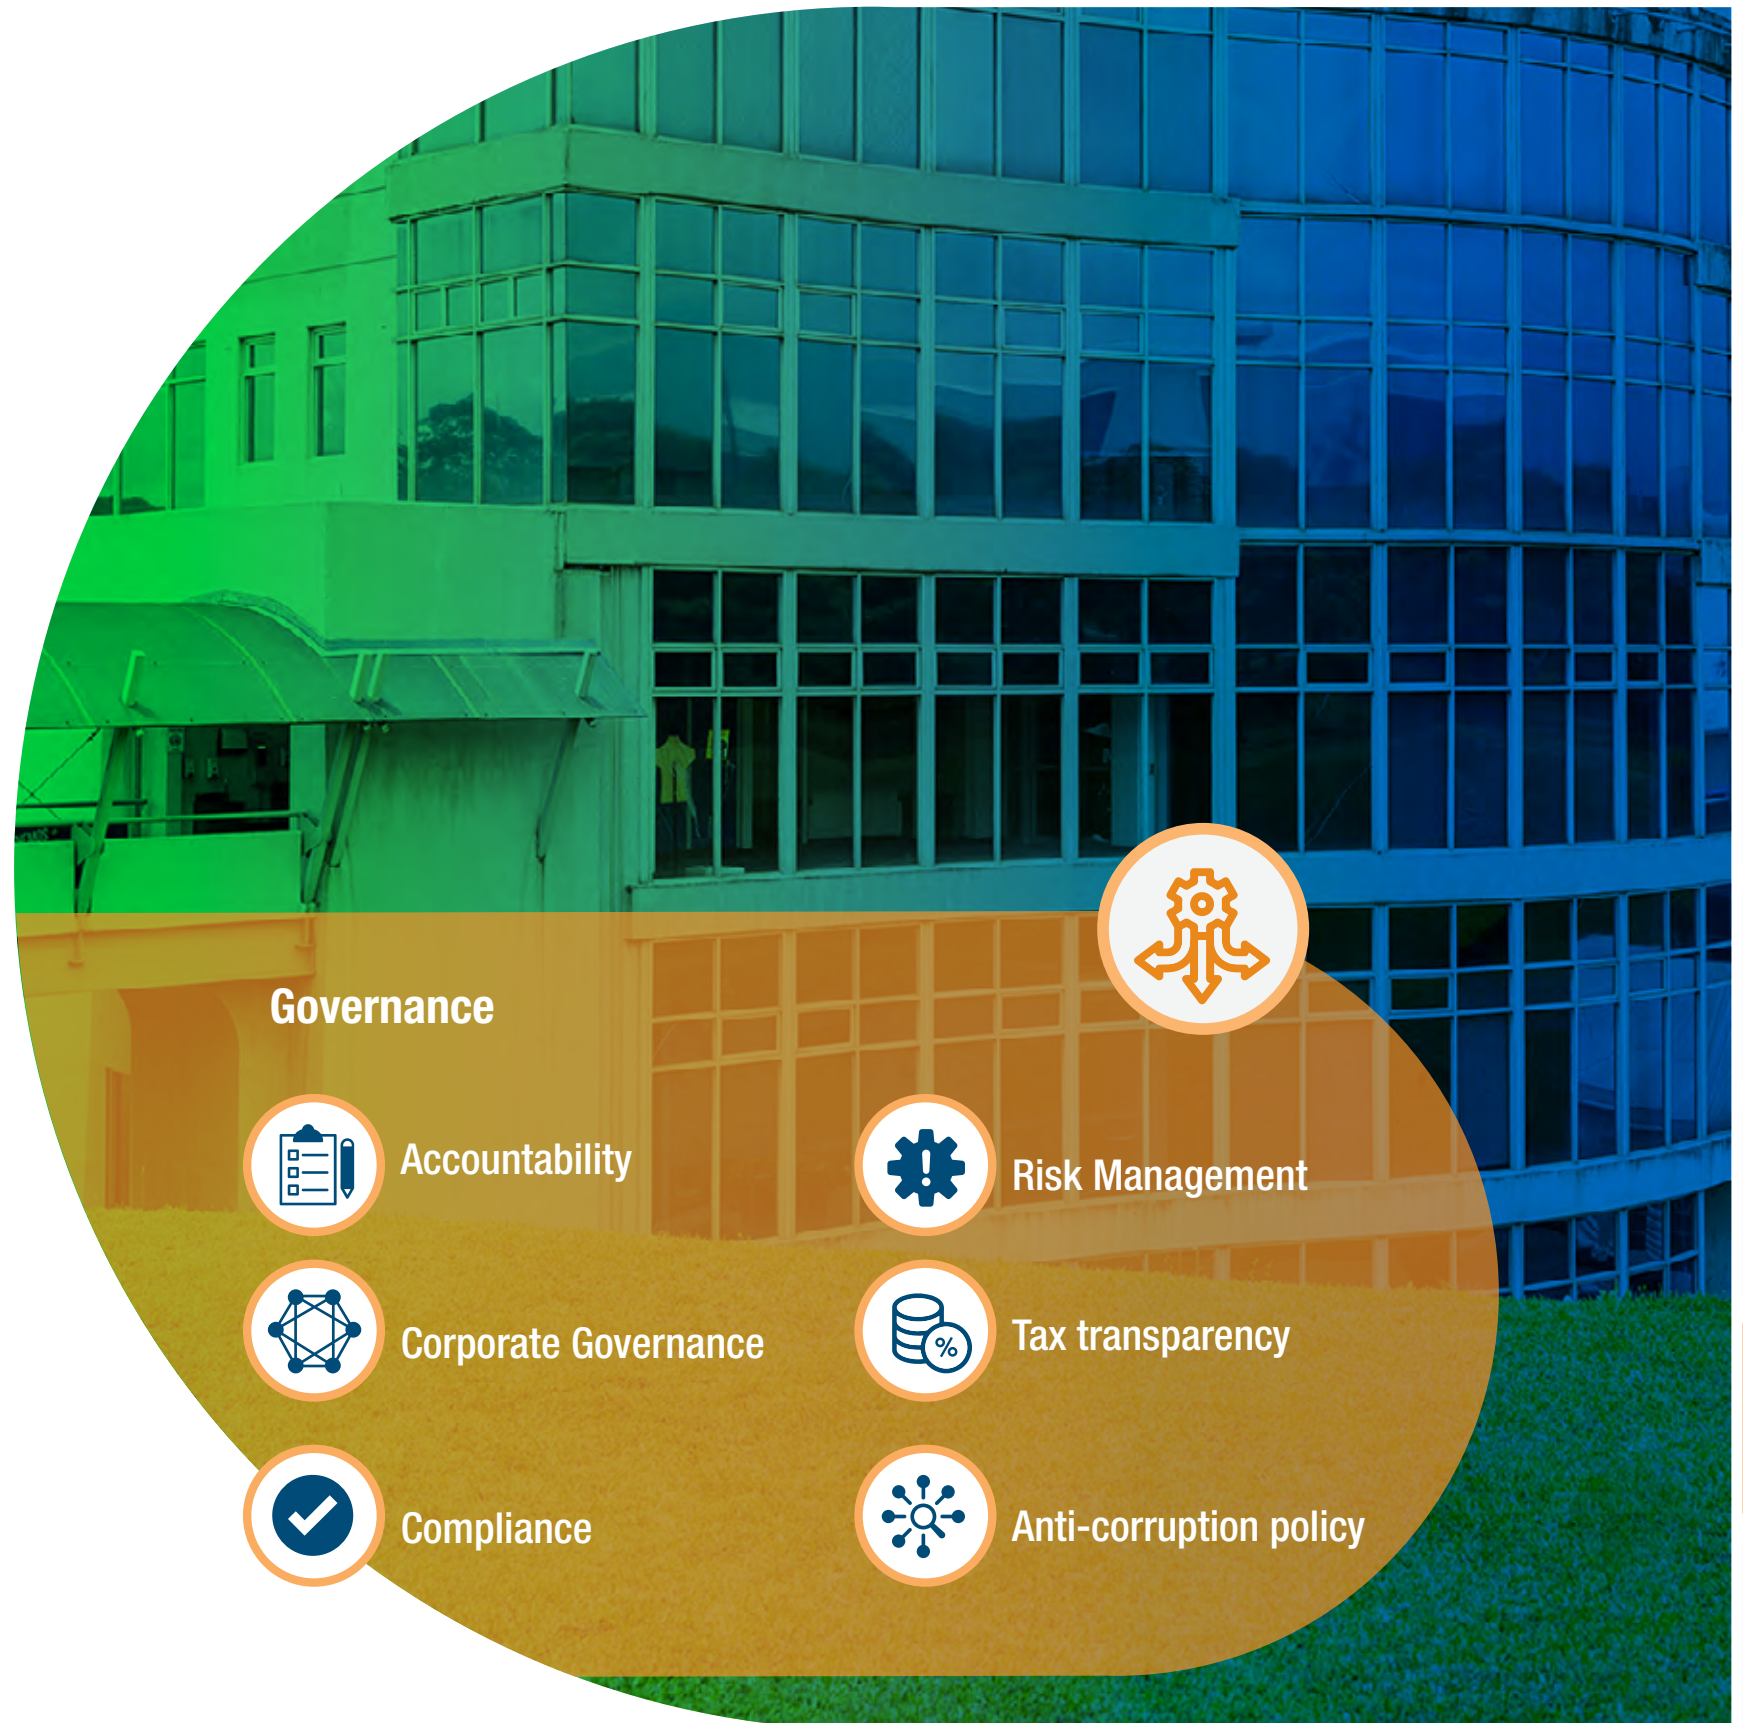 Governance
Accountability
Risk Management
Corporate Governance
Tax transparency
Compliance
Anti-corruption policy